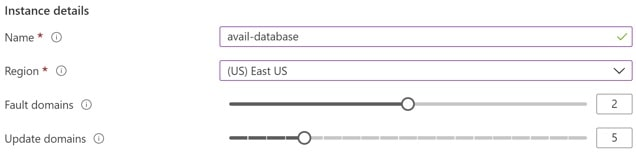 Instance details
Name *
avail-database
Region *
(US) East US
Fault domains
2
Update domains
5